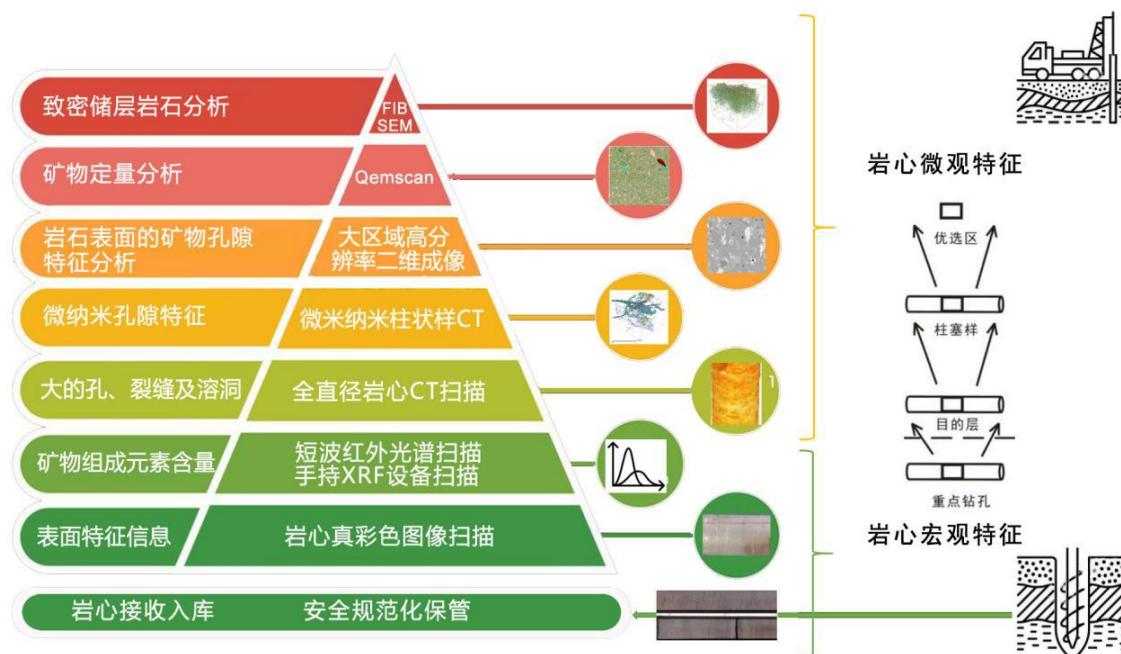 致密储层岩石分析
FIB
SEM
矿物定量分析
Qemscan
岩石表面的矿物孔隙
特征分析
大区域高分
辨率二维成像
微纳米孔隙特征
微米纳米柱状样CT
大的孔、裂缝及溶洞
全直径岩心CT扫描
矿物组成元素含量
短波红外光谱扫描
手持XRF设备扫描
表面特征信息
岩心真彩色图像扫描
岩心接收入库
安全规范化保管
岩心微观特征
优选区
柱塞样
目的层
重点钻孔
岩心宏观特征